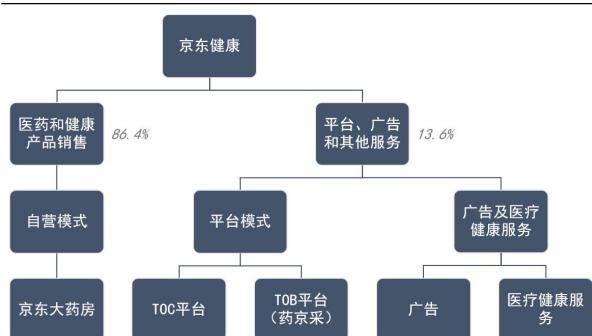 京东健康
医药和健康
产品销售
86.4%
平台、广告
和其他服务
13.6%
自营模式
平台模式
广告及医疗
健康服务
京东大药房
TOC平台
TOB平台
（药京采）
广告
医疗健康服
务